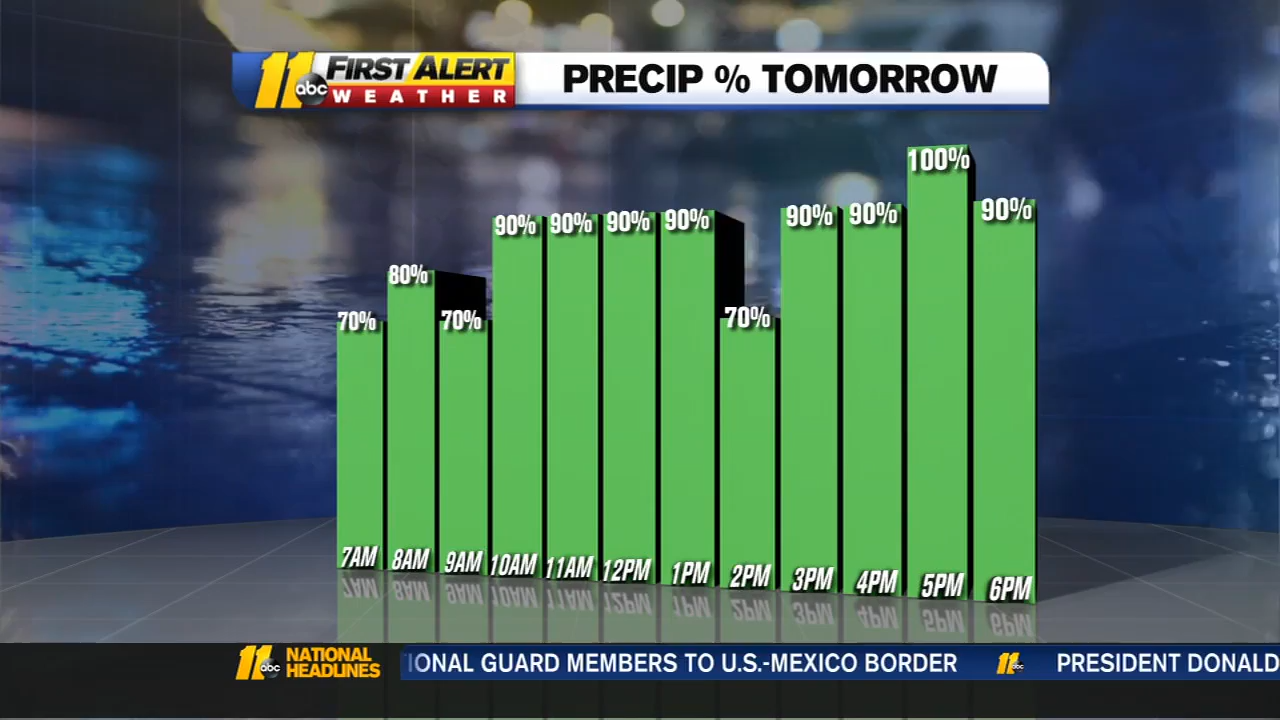 11 abc FIRST ALERT
WEATHER
PRECIP % TOMORROW
70% 80% 70% 90% 90% 90% 90% 70% 90% 90% 100% 90%
7AM 8AM 9AM 10AM 11AM 12PM 1PM 2PM 3PM 4PM 5PM 6PM
11 abc NATIONAL
HEADLINES
IONAL GUARD MEMBERS TO U.S.-MEXICO BORDER 11 abc PRESIDENT DONALD